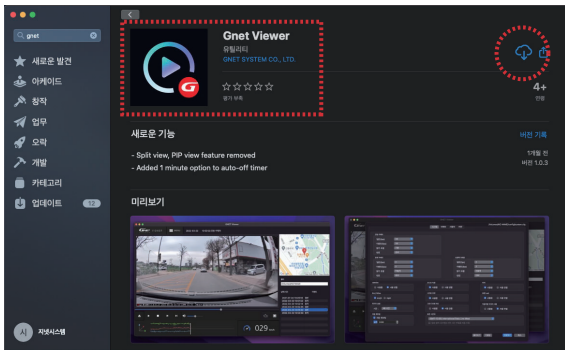 gnet
새로운 발견
아케이드
창작
업무
오락
개발
카테고리
업데이트 12
시 지넷시스템
Gnet Viewer
유틸리티
GNET SYSTEM CO., LTD.
평가 부족
4+
연령
새로운 기능
버전 기록
- Split view, PIP view feature removed
- Added 1 minute option to auto-off timer
1개월 전
버전 1.0.3
미리보기
029